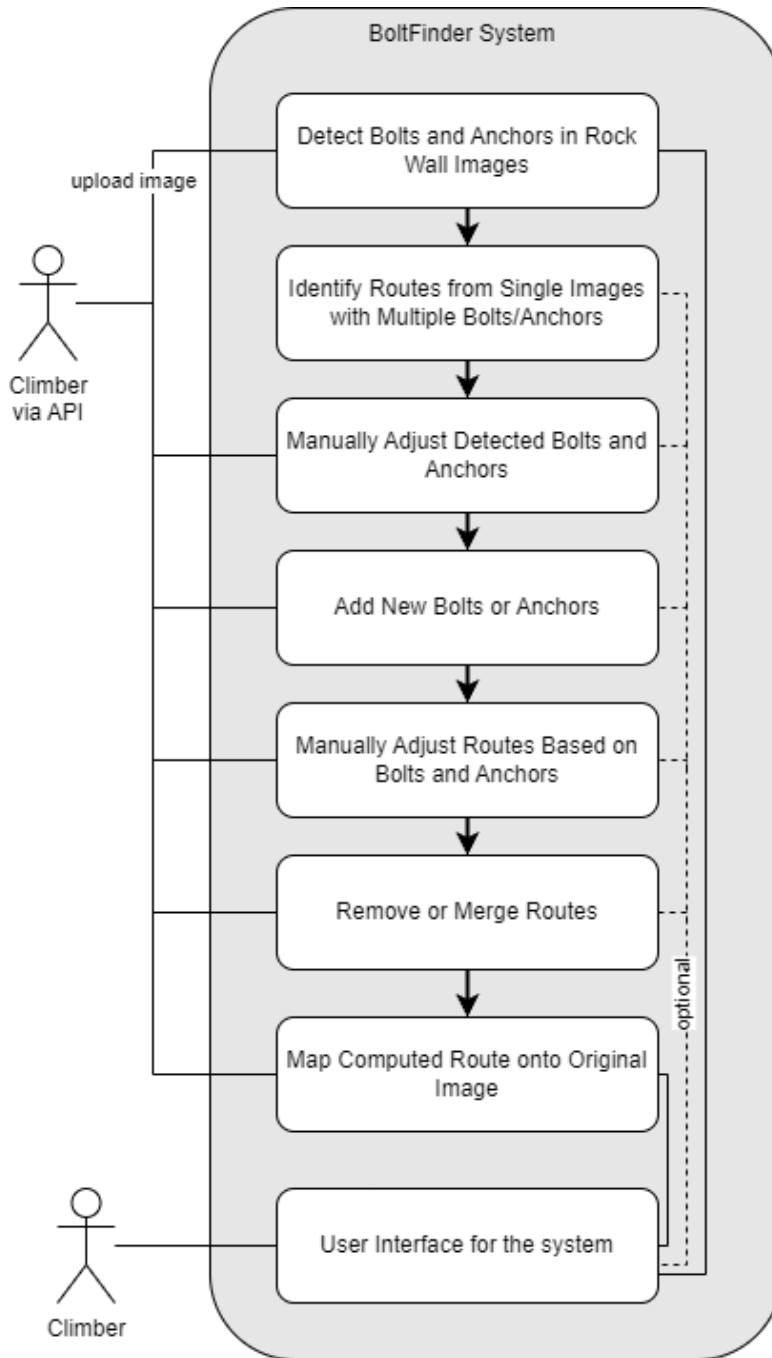 BoltFinder System
Detect Bolts and Anchors in Rock
Wall Images
upload image
Identify Routes from Single Images
with Multiple Bolts/Anchors
Climber
via API
Manually Adjust Detected Bolts and
Anchors
Add New Bolts or Anchors
Manually Adjust Routes Based on
Bolts and Anchors
Remove or Merge Routes
optional
Map Computed Route onto Original
Image
User Interface for the system
Climber